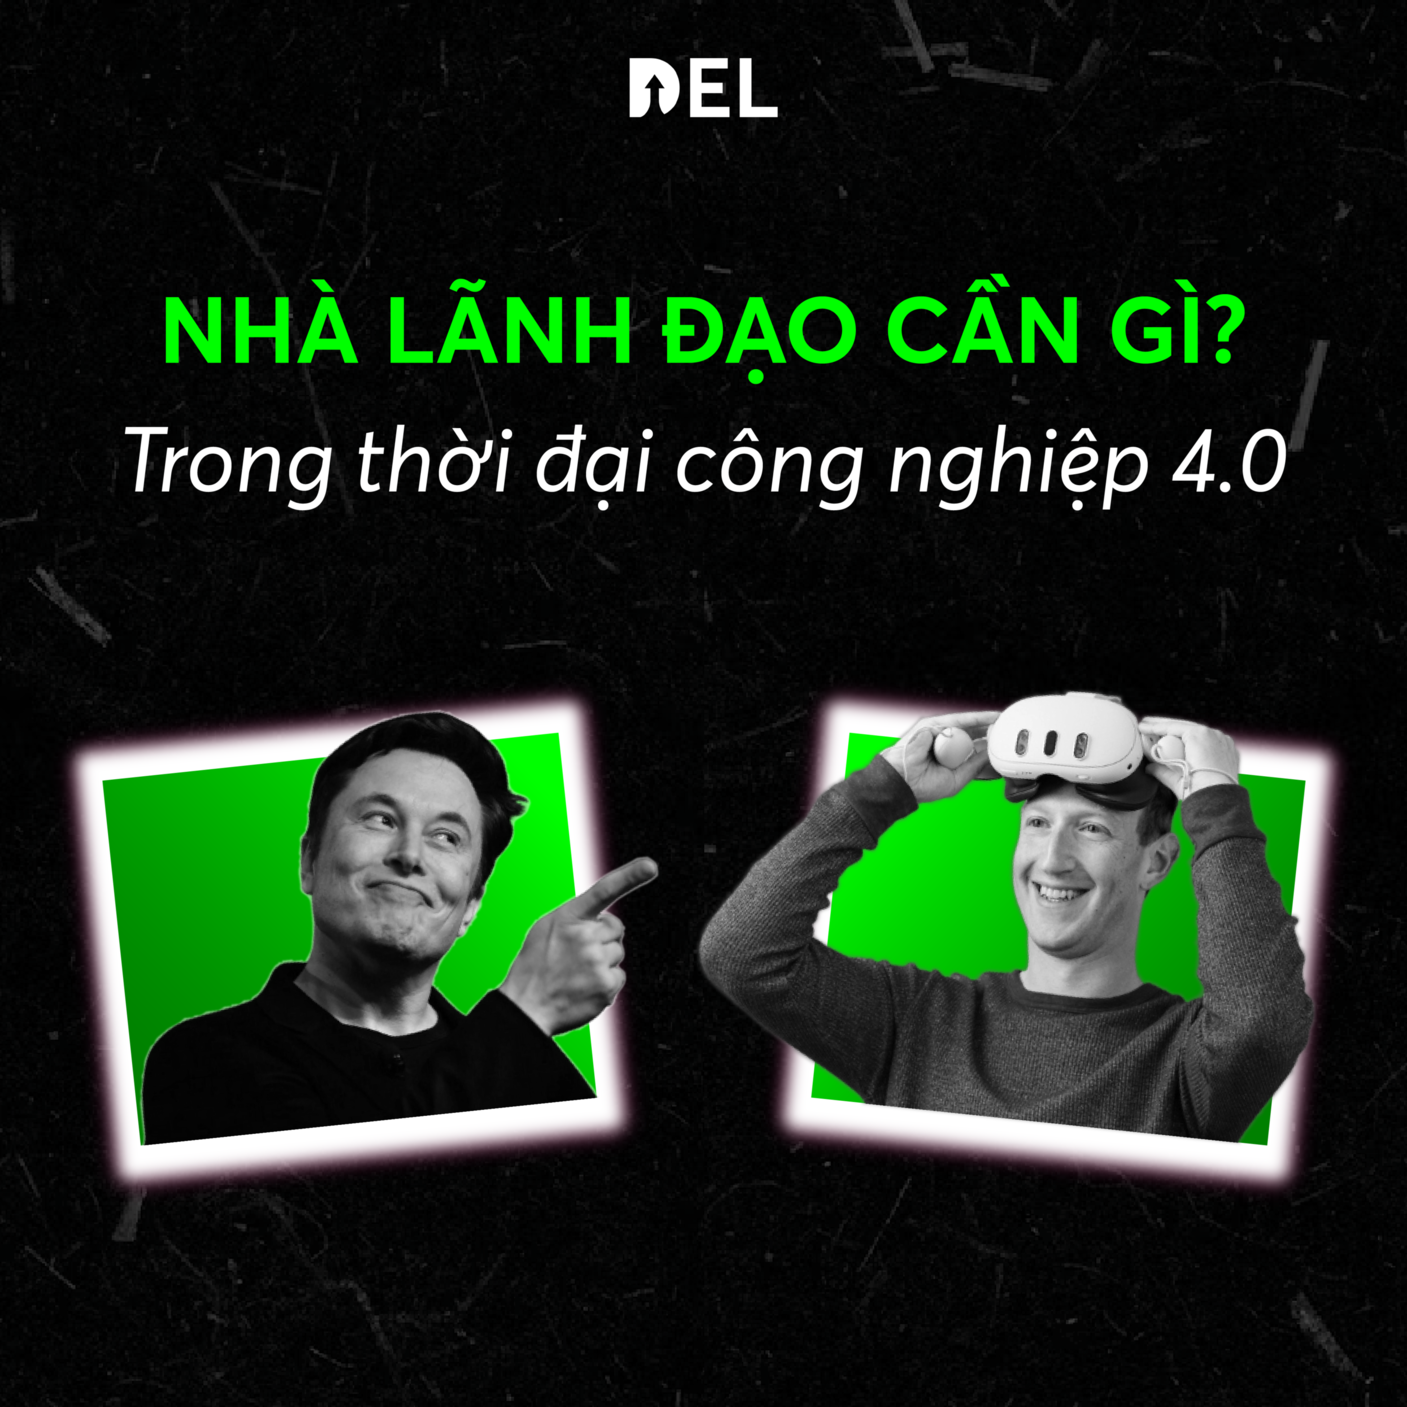 DEL
NHÀ LÃNH ĐẠO CẦN GÌ?
Trong thời đại công nghiệp 4.0